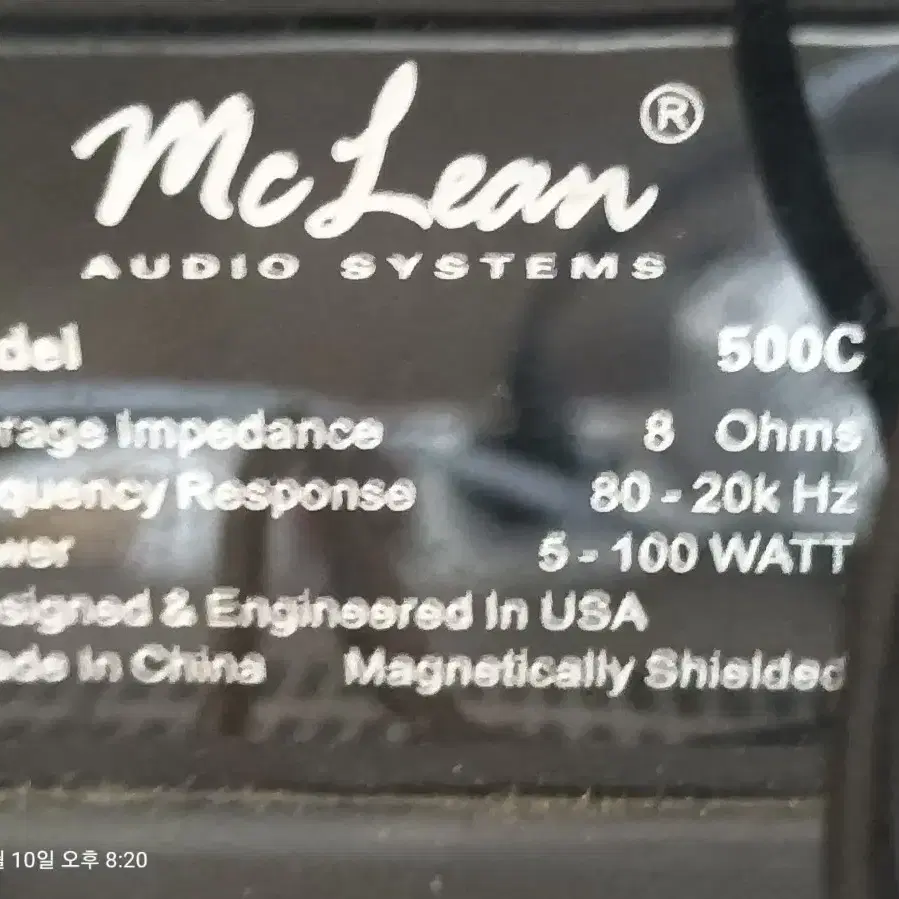 McLean ®
AUDIO SYSTEMS
del 500C
rage Impedance 8 Ohms
quency Response 80 - 20k Hz
wer 5 - 100 WATT
signed & Engineered In USA
ade In China Magnetically Shielded
월 10일 오후 8:20